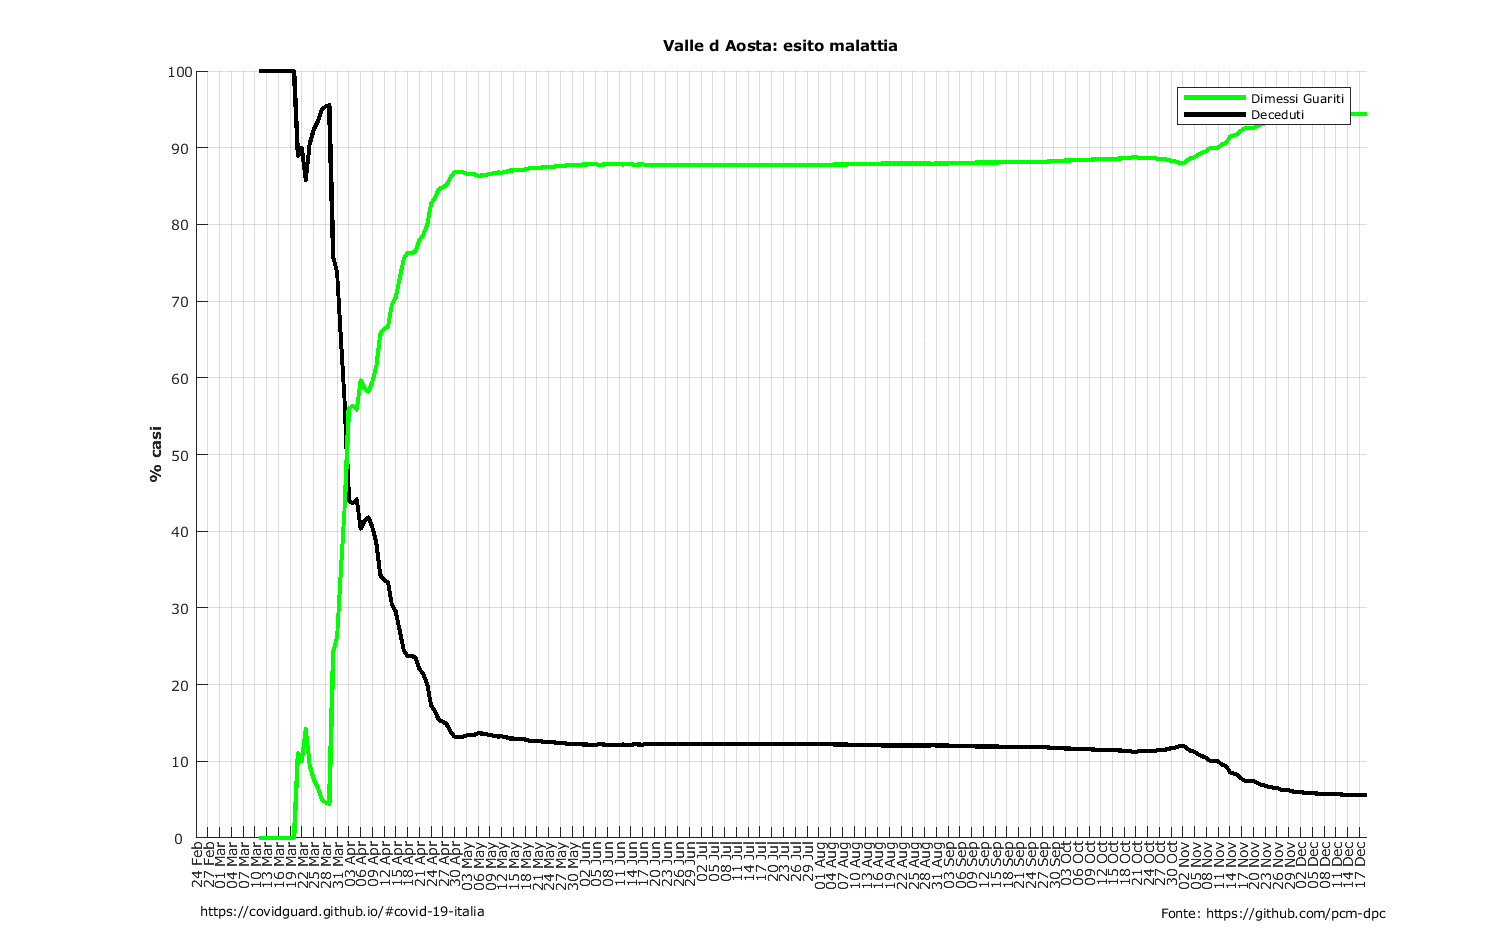 Valle d Aosta: esito malattia
Dimessi Guariti
Deceduti
% casi
100
90
80
70
60
50
40
30
20
10
0
24 Feb
27 Feb
01 Mar
04 Mar
07 Mar
10 Mar
13 Mar
16 Mar
19 Mar
22 Mar
25 Mar
28 Mar
31 Mar
03 Apr
06 Apr
09 Apr
12 Apr
15 Apr
18 Apr
21 Apr
24 Apr
27 Apr
30 Apr
03 May
06 May
09 May
12 May
15 May
18 May
21 May
24 May
27 May
30 May
02 Jun
05 Jun
08 Jun
11 Jun
14 Jun
17 Jun
20 Jun
23 Jun
26 Jun
29 Jun
02 Jul
05 Jul
08 Jul
11 Jul
14 Jul
17 Jul
20 Jul
23 Jul
26 Jul
29 Jul
01 Aug
04 Aug
07 Aug
10 Aug
13 Aug
16 Aug
19 Aug
22 Aug
25 Aug
28 Aug
31 Aug
03 Sep
06 Sep
09 Sep
12 Sep
15 Sep
18 Sep
21 Sep
24 Sep
27 Sep
30 Sep
03 Oct
06 Oct
09 Oct
12 Oct
15 Oct
18 Oct
21 Oct
24 Oct
27 Oct
30 Oct
02 Nov
05 Nov
08 Nov
11 Nov
14 Nov
17 Nov
20 Nov
23 Nov
26 Nov
29 Nov
02 Dec
05 Dec
08 Dec
11 Dec
14 Dec
17 Dec
https://covidguard.github.io/#covid-19-italia
Fonte: https://github.com/pcm-dpc